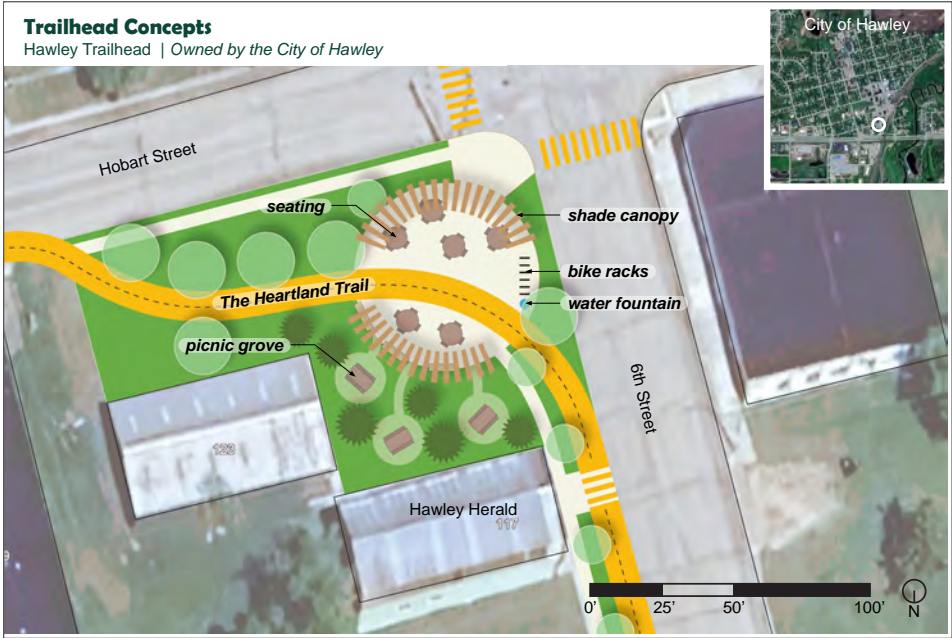 Trailhead Concepts
Hawley Trailhead | Owned by the City of Hawley
City of Hawley
Hobart Street
seating
shade canopy
bike racks
The Heartland Trail
water fountain
picnic grove
6th Street
123
Hawley Herald
117
0' 25' 50' 100'
N